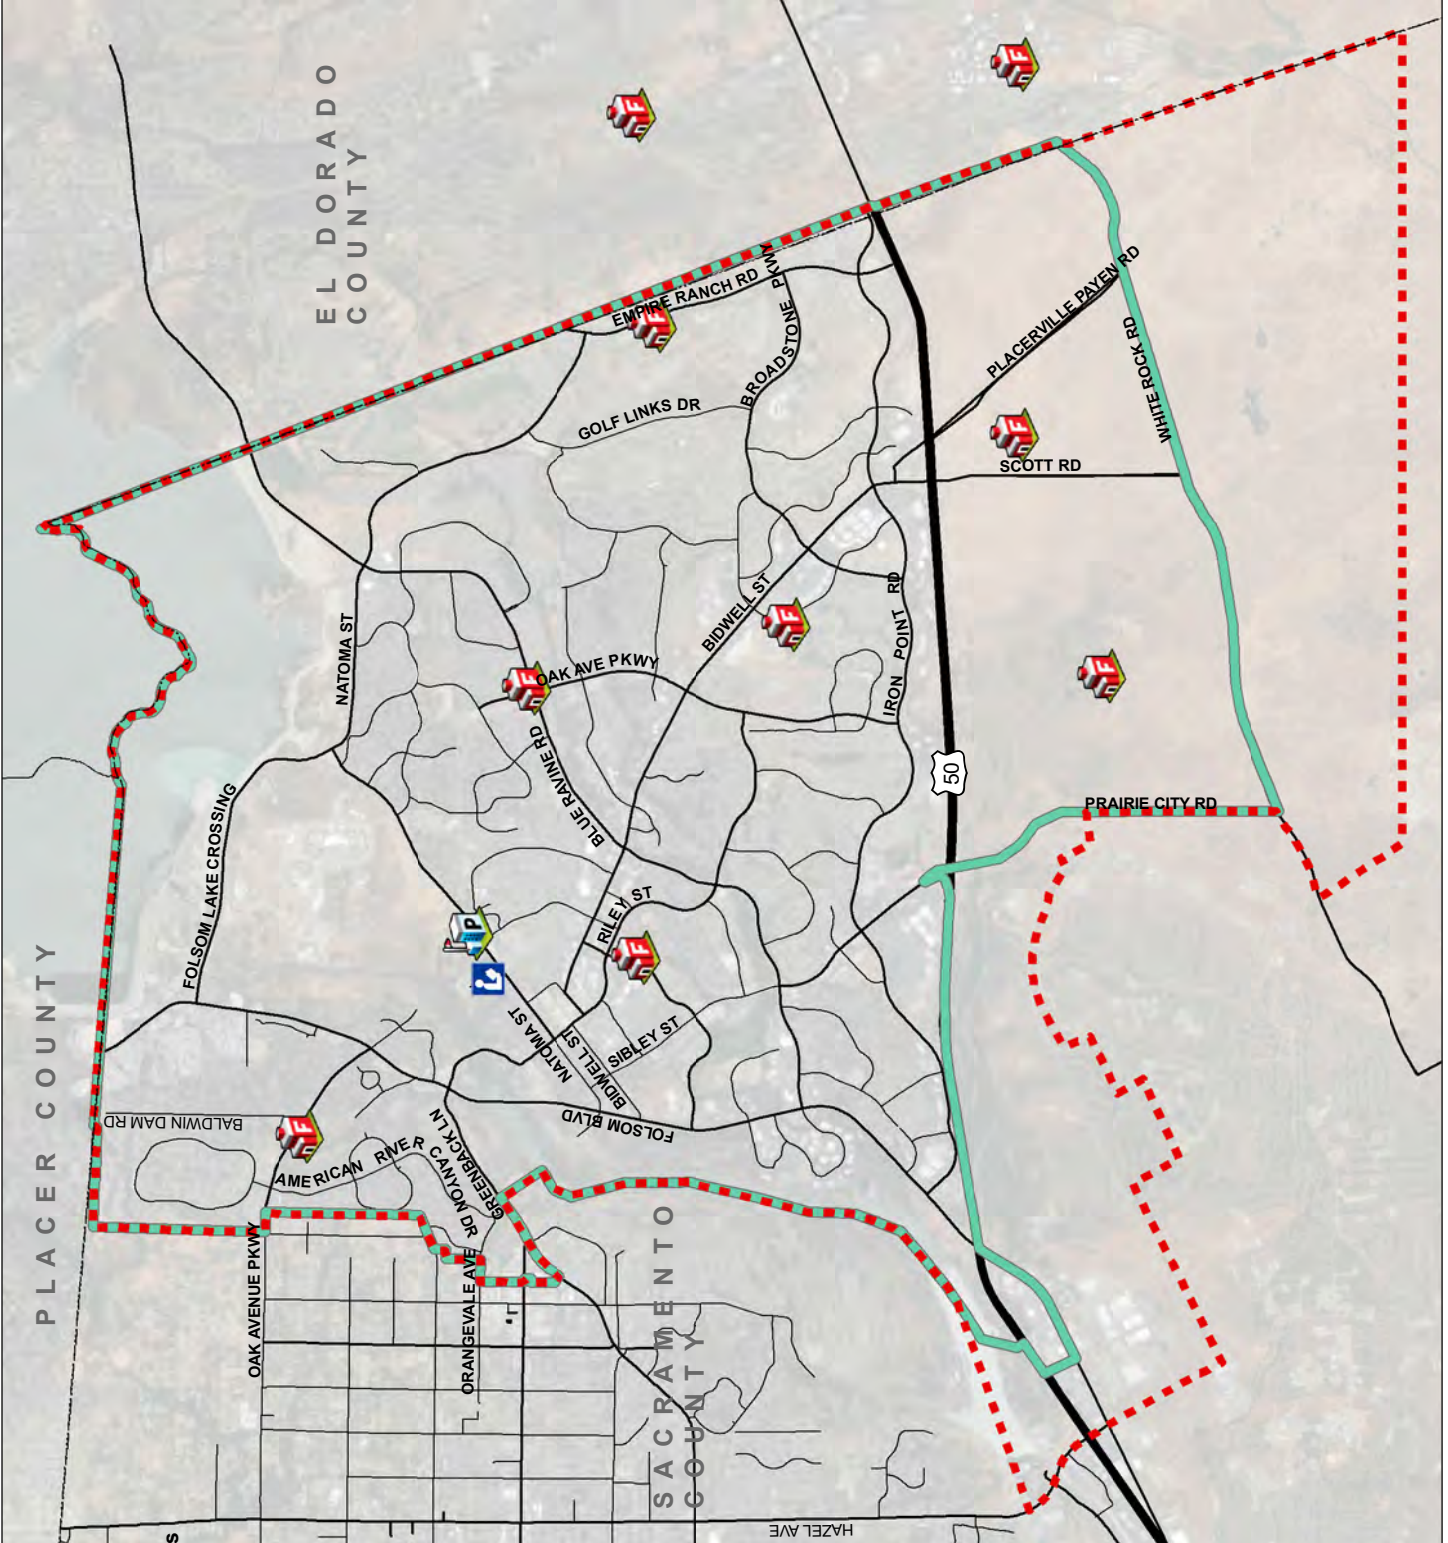 EL DORADO
COUNTY
EMPIRE RANCH RD
BROADSTONE PKWY
PLACERVILLE RD
PAYEN RD
WHITE ROCK RD
GOLF LINKS DR
SCOTT RD
NATOMA ST
BIDWELL ST
IRON POINT RD
OAK AVE PKWY
BLUE RAVINE RD
50
PRAIRIE CITY RD
FOLSOM LAKE CROSSING
RILEY ST
P
F
F
F
F
F
F
F
F
F
NATOMA ST
BIDWELL ST
SIBLEY ST
FOLSOM BLVD
PLACER COUNTY
BALDWIN DAM RD
AMERICAN RIVER CANYON DR
GREENBACK LN
OAK AVENUE PKWY
ORANGEVALE AVE
SACRAMENTO
COUNTY
HAZEL AVE
s